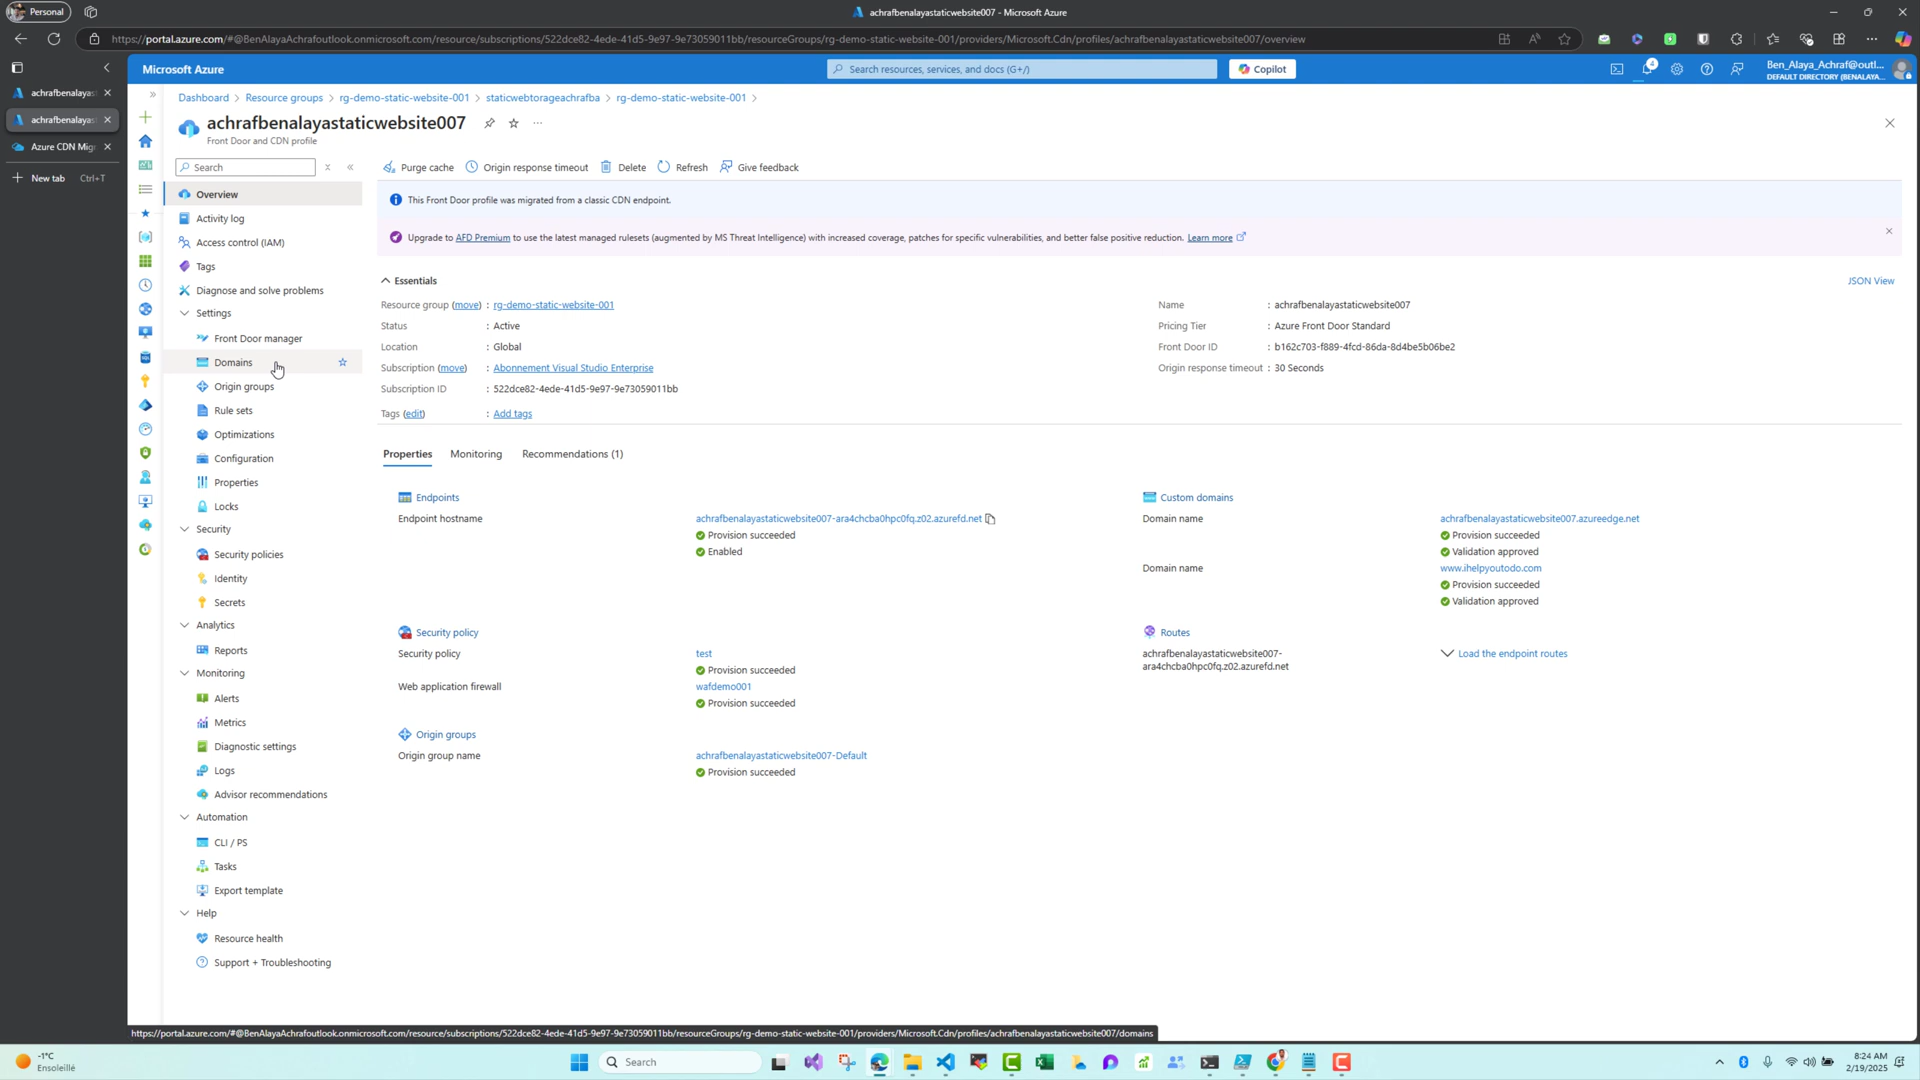 Personal
achrafbenalayastaticwebsite007 - Microsoft Azure
https://portal.azure.com/#@BenAlayaAchrafoutlook.onmicrosoft.com/resource/subscriptions/522dce82-4ede-41d5-9e97-9e73059011bb/resourceGroups/rg-demo-static-website-001/providers/Microsoft.Cdn/profiles/achrafbenalayastaticwebsite007/overview
achrafbenalayas
achrafbenalayas
Azure CDN Mig
New tab Ctrl+T
Microsoft Azure
Search resources, services, and docs (G+/)
Copilot
4
Ben_Alaya_Achraf@outl...
DEFAULT DIRECTORY (BENALAYA...
Dashboard > Resource groups > rg-demo-static-website-001 > staticwebtorageachrafba > rg-demo-static-website-001 >
achrafbenalayastaticwebsite007
Front Door and CDN profile
Search
Overview
Activity log
Access control (IAM)
Tags
Diagnose and solve problems
Settings
Front Door manager
Domains
Origin groups
Rule sets
Optimizations
Configuration
Properties
Locks
Security
Security policies
Identity
Secrets
Analytics
Reports
Monitoring
Alerts
Metrics
Diagnostic settings
Logs
Advisor recommendations
Automation
CLI / PS
Tasks
Export template
Help
Resource health
Support + Troubleshooting
Purge cache Origin response timeout Delete Refresh Give feedback
This Front Door profile was migrated from a classic CDN endpoint.
Upgrade to AFD Premium to use the latest managed rulesets (augmented by MS Threat Intelligence) with increased coverage, patches for specific vulnerabilities, and better false positive reduction. Learn more
Essentials
JSON View
Resource group (move) : rg-demo-static-website-001
Status : Active
Location : Global
Subscription (move) : Abonnement Visual Studio Enterprise
Subscription ID : 522dce82-4ede-41d5-9e97-9e73059011bb
Tags (edit) : Add tags
Name : achrafbenalayastaticwebsite007
Pricing Tier : Azure Front Door Standard
Front Door ID : b162c703-f889-4fcd-86da-8d4be5b06be2
Origin response timeout : 30 Seconds
Properties Monitoring Recommendations (1)
Endpoints
Endpoint hostname achrafbenalayastaticwebsite007-ara4chcba0hpc0fq.z02.azurefd.net
Provision succeeded
Enabled
Custom domains
Domain name achrafbenalayastaticwebsite007.azureedge.net
Provision succeeded
Validation approved
Domain name www.ihelpyoutodo.com
Provision succeeded
Validation approved
Security policy
Security policy test
Provision succeeded
Web application firewall wafdemo001
Provision succeeded
Routes
achrafbenalayastaticwebsite007-
ara4chcba0hpc0fq.z02.azurefd.net
Load the endpoint routes
Origin groups
Origin group name achrafbenalayastaticwebsite007-Default
Provision succeeded
https://portal.azure.com/#@BenAlayaAchrafoutlook.onmicrosoft.com/resource/subscriptions/522dce82-4ede-41d5-9e97-9e73059011bb/resourceGroups/rg-demo-static-website-001/providers/Microsoft.Cdn/profiles/achrafbenalayastaticwebsite007/domains
-1°C
Ensoleillé
Search
8:24 AM
2/19/2025